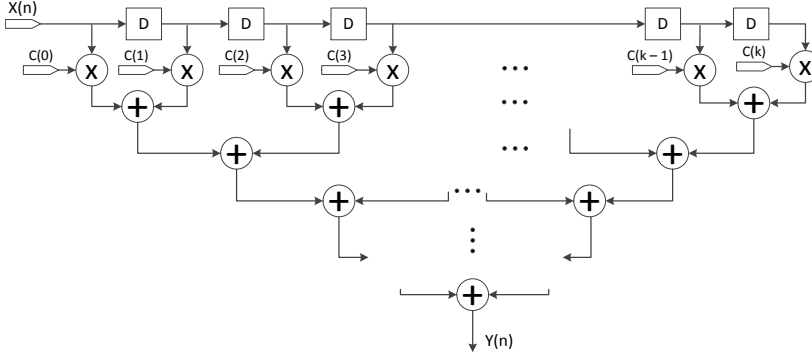 X(n)
D D D D D
C(0) C(1) C(2) C(3) ... C(k – 1) C(k)
X X X X X X
+ + ... +
+ ... +
+ ... +
...
+
Y(n)